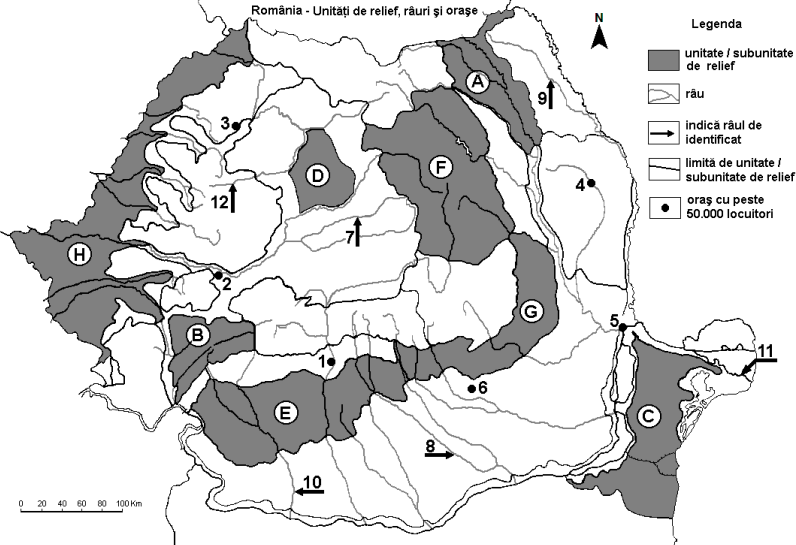 România - Unităţi de relief, râuri şi oraşe
N
Legenda
unitate / subunitate
de relief
râu
indică râul de
identificat
limită de unitate /
subunitate de relief
oraş cu peste
50.000 locuitori
A
9
3
F
D
4
12
7
H
2
G
B
5
1
11
6
C
E
8
10
0 20 40 60 80 100 Km